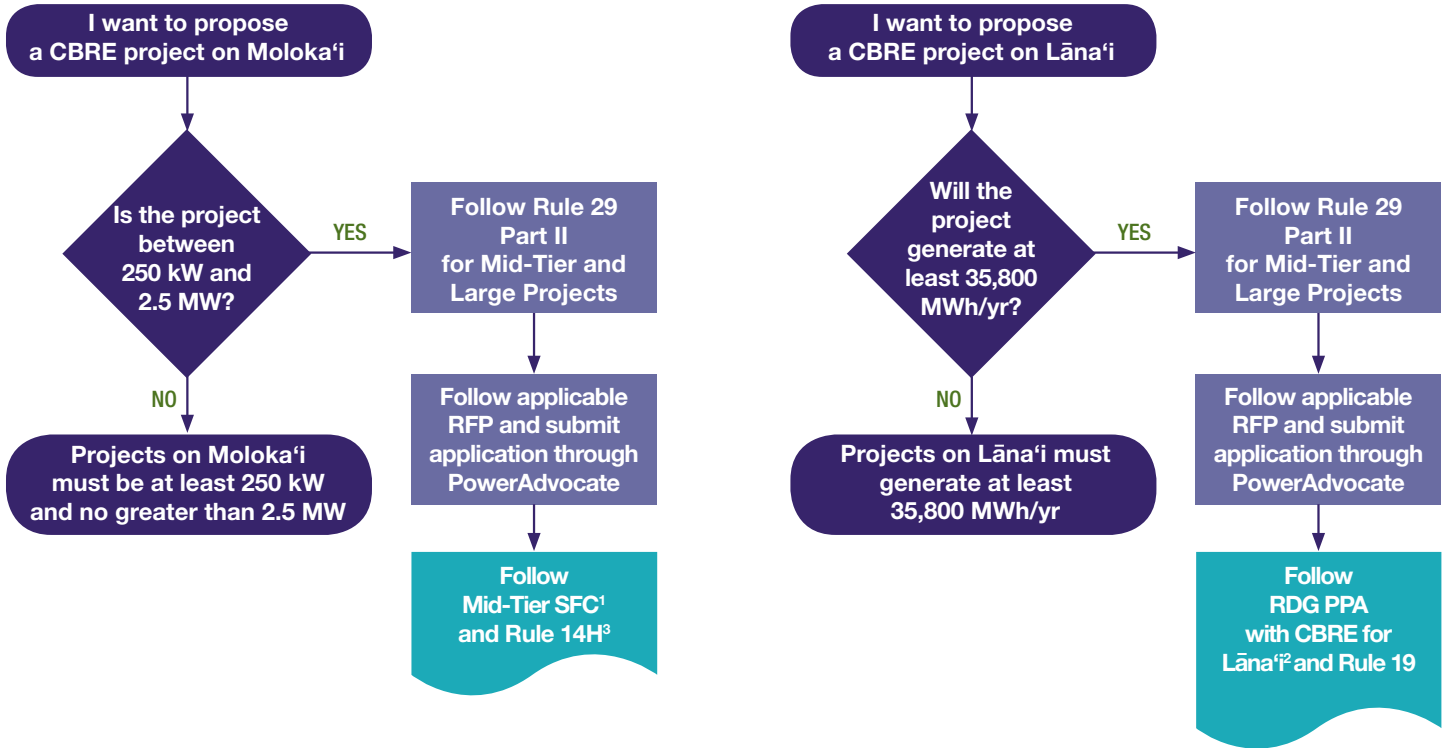 I want to propose
a CBRE project on Molokaʻi
Is the project
between
250 kW and
2.5 MW?
YES
Follow Rule 29
Part II
for Mid-Tier and
Large Projects
NO
Projects on Molokaʻi
must be at least 250 kW
and no greater than 2.5 MW
Follow applicable
RFP and submit
application through
PowerAdvocate
Follow
Mid-Tier SFC¹
and Rule 14H³
I want to propose
a CBRE project on Lānaʻi
Will the
project
generate at
least 35,800
MWh/yr?
YES
Follow Rule 29
Part II
for Mid-Tier and
Large Projects
NO
Projects on Lānaʻi must
generate at least
35,800 MWh/yr
Follow applicable
RFP and submit
application through
PowerAdvocate
Follow
RDG PPA
with CBRE for
Lānaʻi² and Rule 19